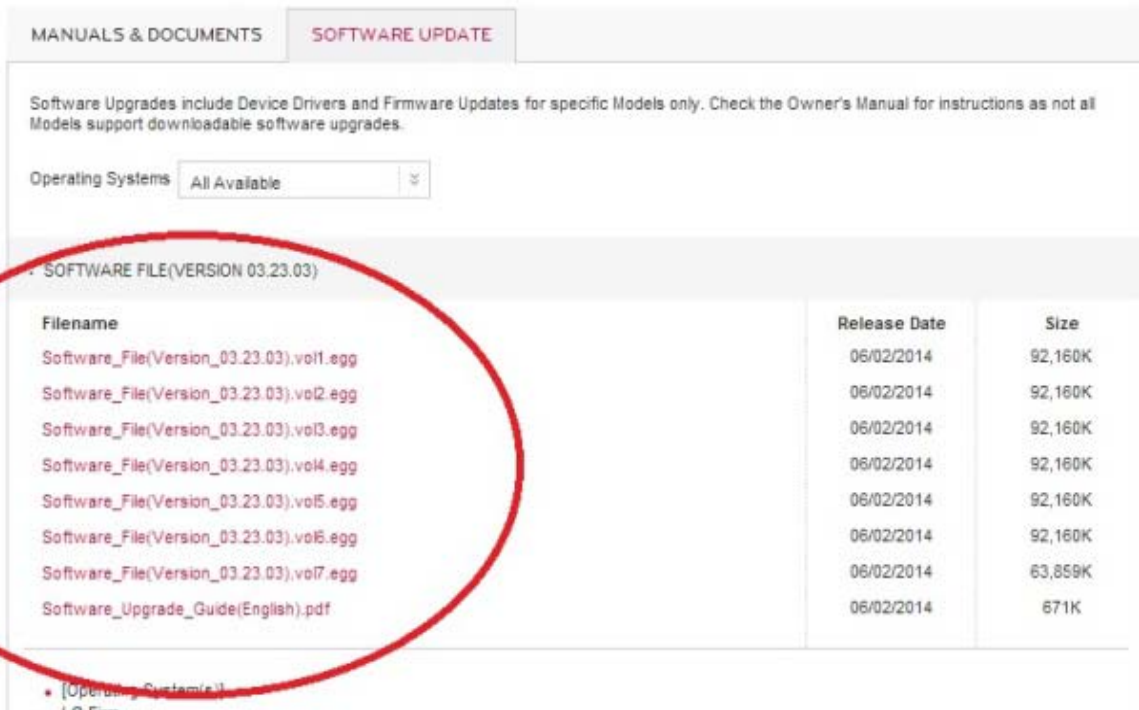 MANUALS & DOCUMENTS SOFTWARE UPDATE
Software Upgrades include Device Drivers and Firmware Updates for specific Models only. Check the Owner's Manual for instructions as not all
Models support downloadable software upgrades.
Operating Systems All Available
SOFTWARE FILE(VERSION 03.23.03)
Filename Release Date Size
Software_File(Version_03.23.03).vol1.egg 06/02/2014 92,160K
Software_File(Version_03.23.03).vol2.egg 06/02/2014 92,160K
Software_File(Version_03.23.03).vol3.egg 06/02/2014 92,160K
Software_File(Version_03.23.03).vol4.egg 06/02/2014 92,160K
Software_File(Version_03.23.03).vol5.egg 06/02/2014 92,160K
Software_File(Version_03.23.03).vol6.egg 06/02/2014 92,160K
Software_File(Version_03.23.03).vol7.egg 06/02/2014 63,859K
Software_Upgrade_Guide(English).pdf 06/02/2014 671K
[Operating System(s)]